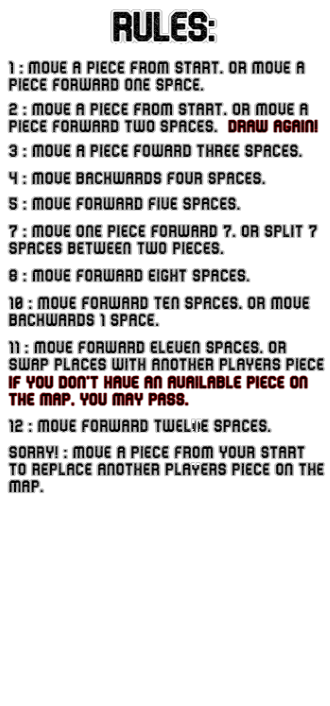 RULES:
1 : MOVE A PIECE FROM START. OR MOVE A
PIECE FORWARD ONE SPACE.
2 : MOVE A PIECE FROM START. OR MOVE A
PIECE FORWARD TWO SPACES. DRAW AGAIN!
3 : MOVE A PIECE FOWARD THREE SPACES.
4 : MOVE BACKWARDS FOUR SPACES.
5 : MOVE FORWARD FIVE SPACES.
7 : MOVE ONE PIECE FORWARD 7. OR SPLIT 7
SPACES BETWEEN TWO PIECES.
8 : MOVE FORWARD EIGHT SPACES.
10 : MOVE FORWARD TEN SPACES. OR MOVE
BACKWARDS 1 SPACE.
11 : MOVE FORWARD ELEVEN SPACES. OR
SWAP PLACES WITH ANOTHER PLAYERS PIECE
IF YOU DON'T HAVE AN AVAILABLE PIECE ON
THE MAP. YOU MAY PASS.
12 : MOVE FORWARD TWELVE SPACES.
SORRY! : MOVE A PIECE FROM YOUR START
TO REPLACE ANOTHER PLAYERS PIECE ON THE
MAP.